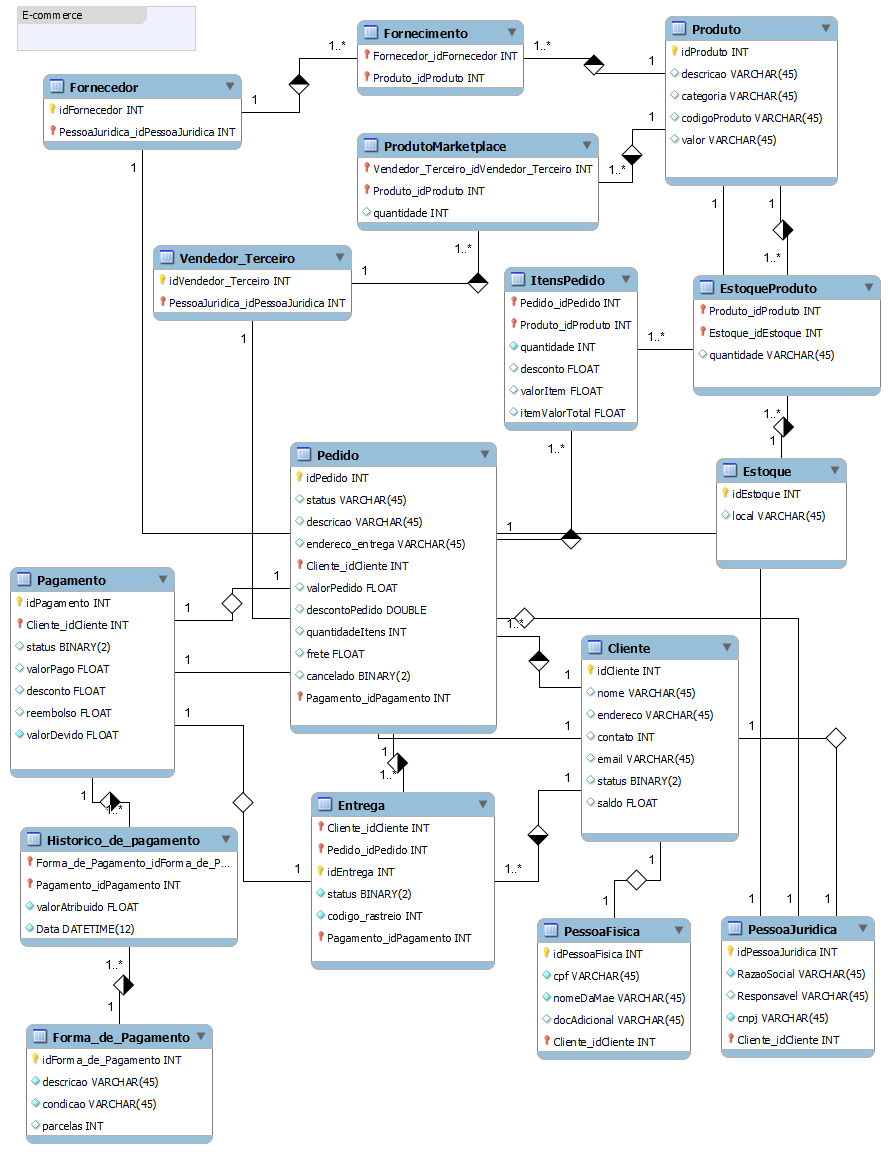 E-commerce
Fornecimento
Fornecedor_idFornecedor INT
Produto_idProduto INT
Produto
idProduto INT
descricao VARCHAR(45)
categoria VARCHAR(45)
codigoProduto VARCHAR(45)
valor VARCHAR(45)
Fornecedor
idFornecedor INT
PessoaJuridica_idPessoaJuridica INT
1..*
1..*
1
1
1
1..*
1
ProdutoMarketplace
Vendedor_Terceiro_idVendedor_Terceiro INT
Produto_idProduto INT
quantidade INT
1
1
1..*
1..*
Vendedor_Terceiro
idVendedor_Terceiro INT
PessoaJuridica_idPessoaJuridica INT
1
1
ItensPedido
Pedido_idPedido INT
Produto_idProduto INT
quantidade INT
desconto FLOAT
valorItem FLOAT
itemValorTotal FLOAT
1..*
1..*
EstoqueProduto
Produto_idProduto INT
Estoque_idEstoque INT
quantidade VARCHAR(45)
1..*
1
Estoque
idEstoque INT
local VARCHAR(45)
Pedido
idPedido INT
status VARCHAR(45)
descricao VARCHAR(45)
endereco_entrega VARCHAR(45)
Cliente_idCliente INT
valorPedido FLOAT
descontoPedido DOUBLE
quantidadeItens INT
frete FLOAT
cancelado BINARY(2)
Pagamento_idPagamento INT
1
1..*
1
1
1
1
1
Pagamento
idPagamento INT
Cliente_idCliente INT
status BINARY(2)
valorPago FLOAT
desconto FLOAT
reembolso FLOAT
valorDevido FLOAT
Cliente
idCliente INT
nome VARCHAR(45)
endereco VARCHAR(45)
contato INT
email VARCHAR(45)
status BINARY(2)
saldo FLOAT
1
1
1
1
1..*
1
1..*
1
1..*
1
Entrega
Cliente_idCliente INT
Pedido_idPedido INT
idEntrega INT
status BINARY(2)
codigo_rastreio INT
Pagamento_idPagamento INT
Historico_de_pagamento
Forma_de_Pagamento_idForma_de_P...
Pagamento_idPagamento INT
valorAtribuido FLOAT
Data DATETIME(12)
1..*
1
1
1
1
1
1
Forma_de_Pagamento
idForma_de_Pagamento INT
descricao VARCHAR(45)
condicao VARCHAR(45)
parcelas INT
PessoaFisica
idPessoaFisica INT
cpf VARCHAR(45)
nomeDaMae VARCHAR(45)
docAdicional VARCHAR(45)
Cliente_idCliente INT
PessoaJuridica
idPessoaJuridica INT
RazaoSocial VARCHAR(45)
Responsavel VARCHAR(45)
cnpj VARCHAR(45)
Cliente_idCliente INT